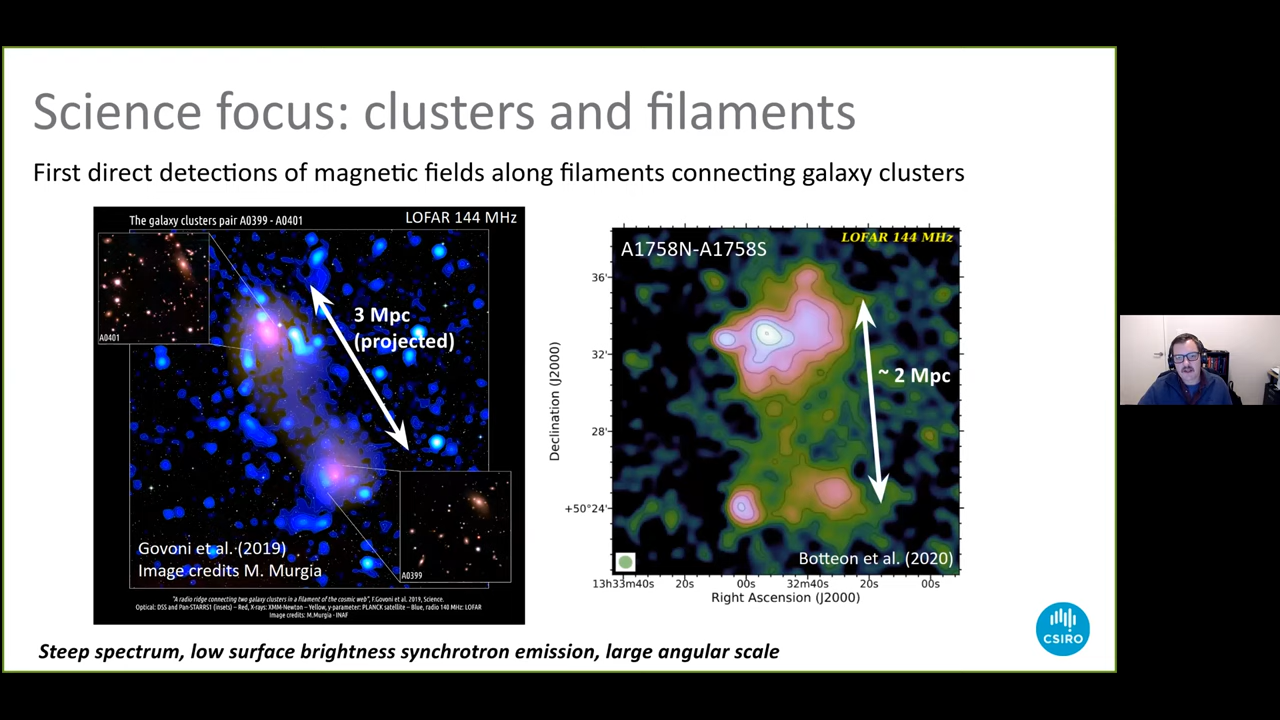 Science focus: clusters and filaments
First direct detections of magnetic fields along filaments connecting galaxy clusters
The galaxy clusters pair A0399 - A0401
LOFAR 144 MHz
A0401
3 Mpc
(projected)
Govoni et al. (2019)
Image credits M. Murgia
A0399
"A radio ridge connecting two galaxy clusters in a filament of the cosmic web", F.Govoni et al. 2019, Science.
Optical: DSS and Pan-STARRS1 (insets) – Red, X-rays: XMM-Newton – Yellow, y-parameter: PLANCK satellite – Blue, radio 140 MHz: LOFAR
Image credits: M.Murgia - INAF
LOFAR 144 MHz
A1758N-A1758S
36'
32'
28'
+50°24'
Declination (J2000)
~ 2 Mpc
Botteon et al. (2020)
13h33m40s 20s 00s 32m40s 20s 00s
Right Ascension (J2000)
CSIRO
Steep spectrum, low surface brightness synchrotron emission, large angular scale